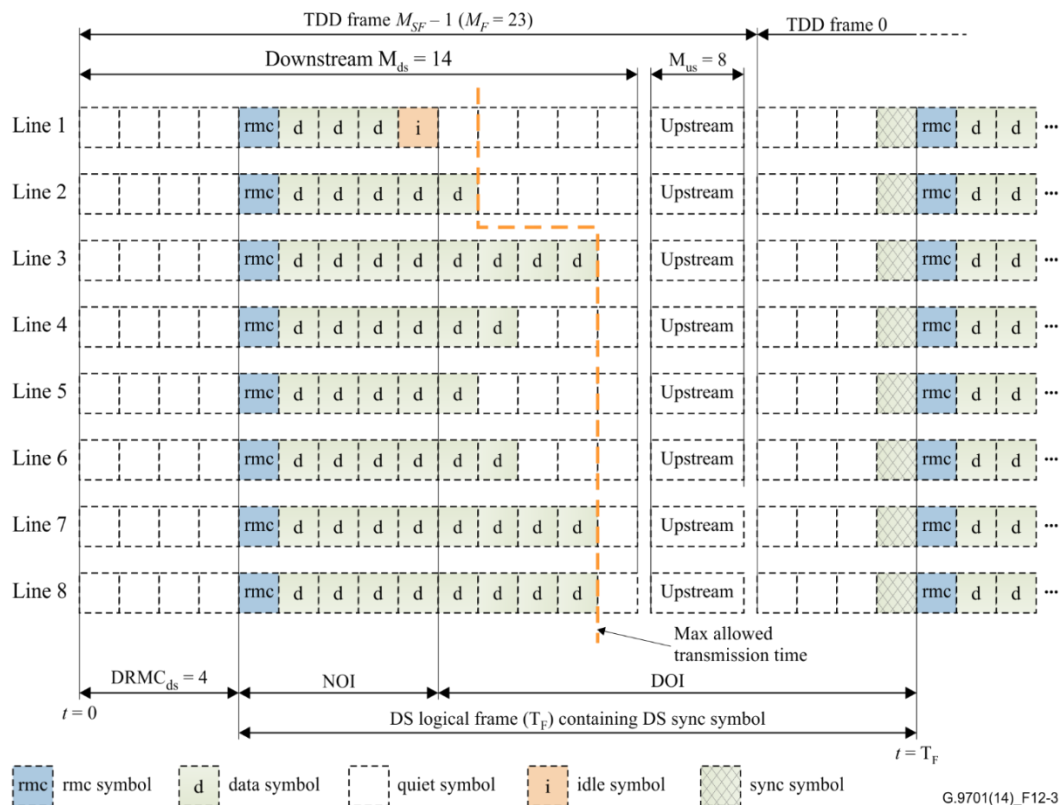 TDD frame M_SF – 1 (M_F = 23) TDD frame 0
Downstream M_ds = 14 M_us = 8
Line 1 rmc d d d i Upstream rmc d d ...
Line 2 rmc d d d d d Upstream rmc d d ...
Line 3 rmc d d d d d d d d Upstream rmc d d ...
Line 4 rmc d d d d d d Upstream rmc d d ...
Line 5 rmc d d d d d Upstream rmc d d ...
Line 6 rmc d d d d d d Upstream rmc d d ...
Line 7 rmc d d d d d d d d Upstream rmc d d ...
Line 8 rmc d d d d d d d d Upstream rmc d d ...
Max allowed
transmission time
DRMC_ds = 4 NOI DOI
t = 0
DS logical frame (T_F) containing DS sync symbol
t = T_F
rmc rmc symbol d data symbol quiet symbol i idle symbol sync symbol
G.9701(14)_F12-3